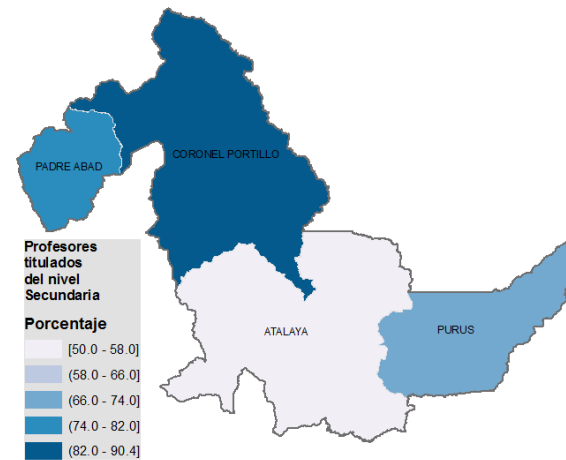 PADRE ABAD
CORONEL PORTILLO
ATALAYA
PURUS
Profesores
titulados
del nivel
Secundaria
Porcentaje
[50.0 - 58.0]
(58.0 - 66.0]
(66.0 - 74.0]
(74.0 - 82.0]
(82.0 - 90.4]